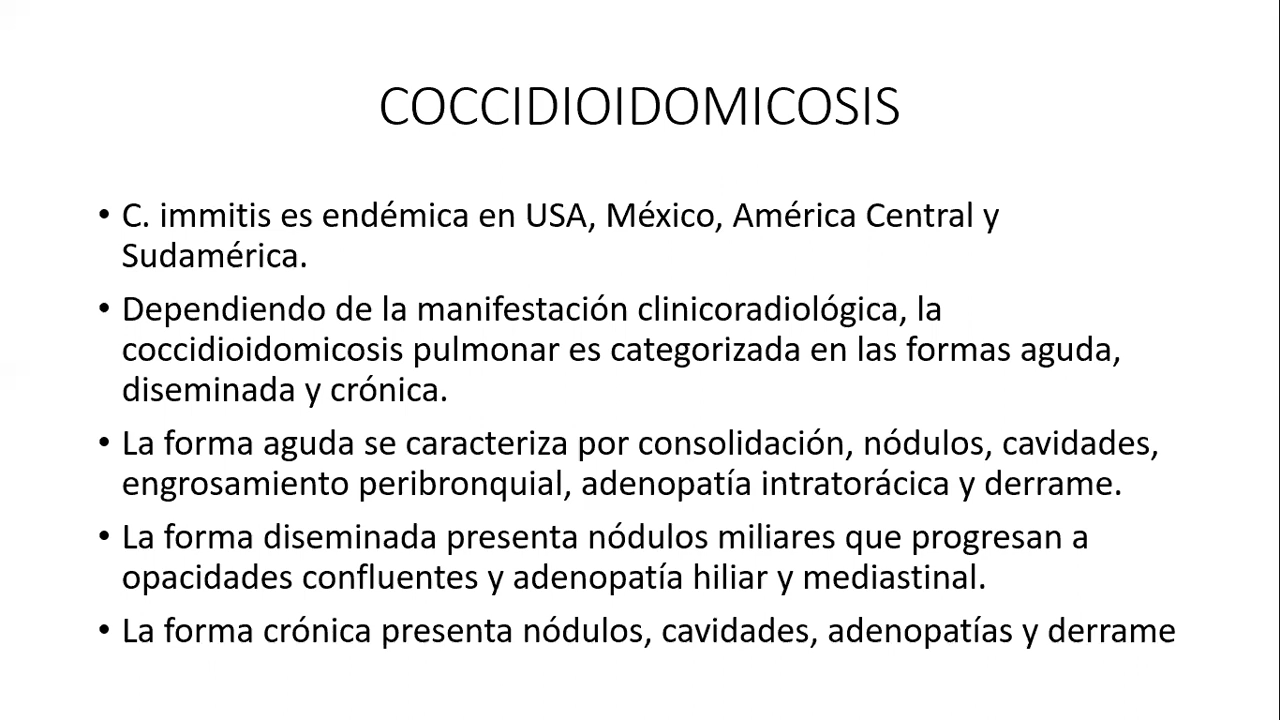 COCCIDIOIDOMICOSIS
• C. immitis es endémica en USA, México, América Central y
Sudamérica.
• Dependiendo de la manifestación clinicoradiológica, la
coccidioidomicosis pulmonar es categorizada en las formas aguda,
diseminada y crónica.
• La forma aguda se caracteriza por consolidación, nódulos, cavidades,
engrosamiento peribronquial, adenopatía intratorácica y derrame.
• La forma diseminada presenta nódulos miliares que progresan a
opacidades confluentes y adenopatía hiliar y mediastinal.
• La forma crónica presenta nódulos, cavidades, adenopatías y derrame